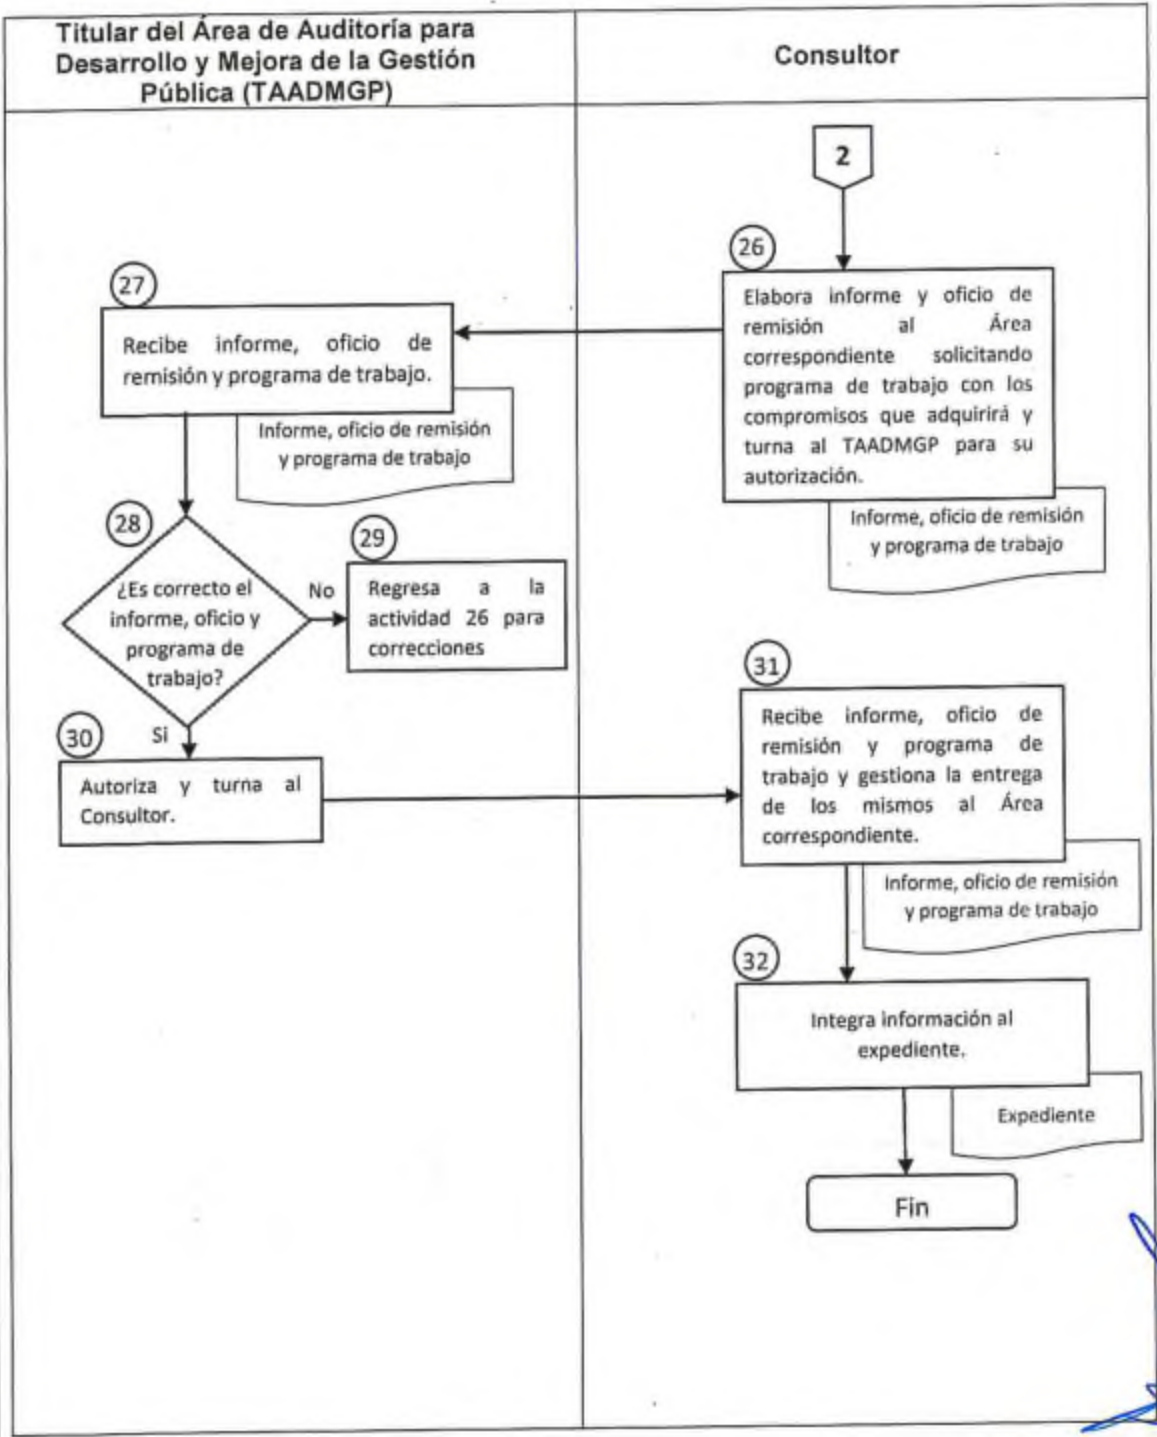 Titular del Área de Auditoría para
Desarrollo y Mejora de la Gestión
Pública (TAADMGP)
Consultor
2
26
Elabora informe y oficio de
remisión al Área
correspondiente solicitando
programa de trabajo con los
compromisos que adquirirá y
turna al TAADMGP para su
autorización.
Informe, oficio de remisión
y programa de trabajo
27
Recibe informe, oficio de
remisión y programa de trabajo.
Informe, oficio de remisión
y programa de trabajo
28
¿Es correcto el
informe, oficio y
programa de
trabajo?
No
29
Regresa a la
actividad 26 para
correcciones
Si
30
Autoriza y turna al
Consultor.
31
Recibe informe, oficio de
remisión y programa de
trabajo y gestiona la entrega
de los mismos al Área
correspondiente.
Informe, oficio de remisión
y programa de trabajo
32
Integra información al
expediente.
Expediente
Fin